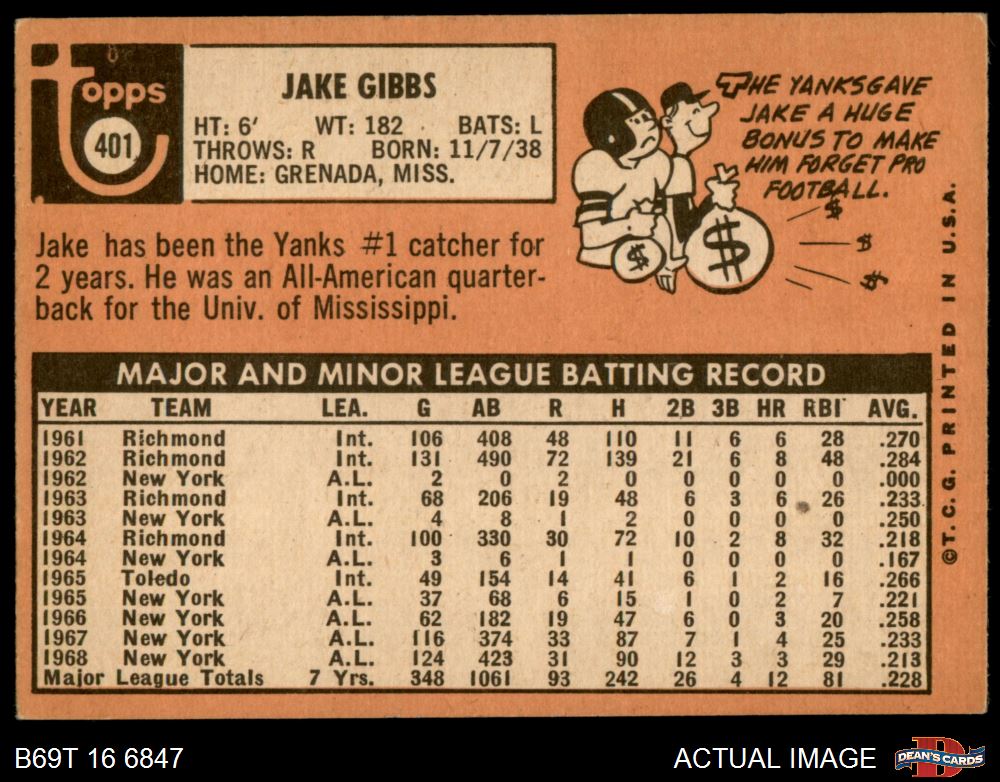 topps
401
JAKE GIBBS
HT: 6' WT: 182 BATS: L
THROWS: R BORN: 11/7/38
HOME: GRENADA, MISS.
THE YANKS GAVE
JAKE A HUGE
BONUS TO MAKE
HIM FORGET PRO
FOOTBALL.
$ $ $ $ $
Jake has been the Yanks #1 catcher for
2 years. He was an All-American quarter-
back for the Univ. of Mississippi.
MAJOR AND MINOR LEAGUE BATTING RECORD
YEAR TEAM LEA. G AB R H 2B 3B HR RBI AVG.
1961 Richmond Int. 106 408 48 110 11 6 6 28 .270
1962 Richmond Int. 131 490 72 139 21 6 8 48 .284
1962 New York A.L. 2 0 2 0 0 0 0 0 .000
1963 Richmond Int. 68 206 19 48 6 3 6 26 .233
1963 New York A.L. 4 8 1 2 0 0 0 0 .250
1964 Richmond Int. 100 330 30 72 10 2 8 32 .218
1964 New York A.L. 3 6 1 1 0 0 0 0 .167
1965 Toledo Int. 49 154 14 41 6 1 2 16 .266
1965 New York A.L. 37 68 6 15 1 0 2 7 .221
1966 New York A.L. 62 182 19 47 6 0 3 20 .258
1967 New York A.L. 116 374 33 87 7 1 4 25 .233
1968 New York A.L. 124 423 31 90 12 3 3 29 .213
Major League Totals 7 Yrs. 348 1061 93 242 26 4 12 81 .228
©T.C.G. PRINTED IN U.S.A.
B69T 16 6847
ACTUAL IMAGE
D
DEAN'S CARDS